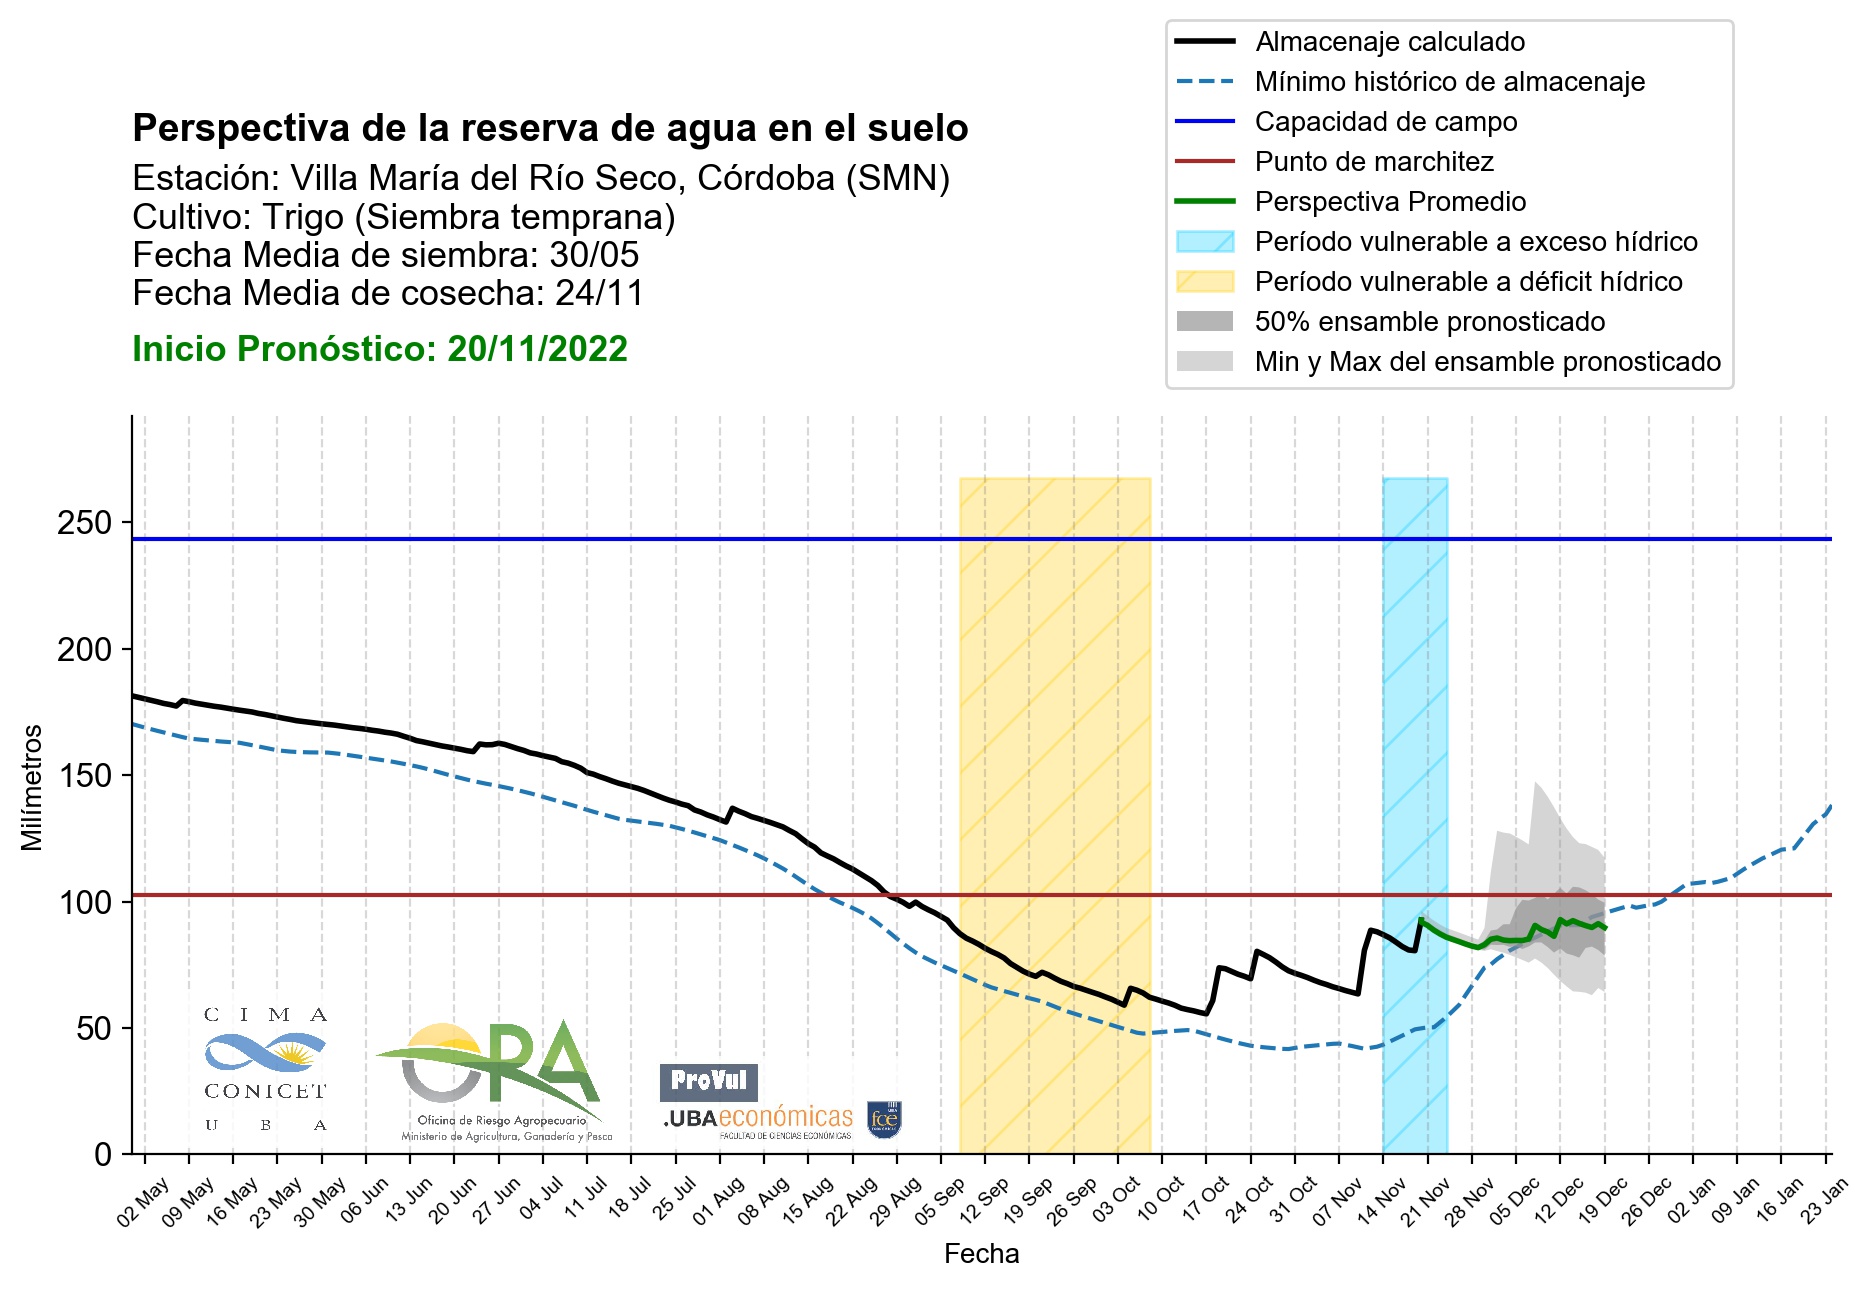 Almacenaje calculado
Mínimo histórico de almacenaje
Capacidad de campo
Punto de marchitez
Perspectiva Promedio
Período vulnerable a exceso hídrico
Período vulnerable a déficit hídrico
50% ensamble pronosticado
Min y Max del ensamble pronosticado
Perspectiva de la reserva de agua en el suelo
Estación: Villa María del Río Seco, Córdoba (SMN)
Cultivo: Trigo (Siembra temprana)
Fecha Media de siembra: 30/05
Fecha Media de cosecha: 24/11
Inicio Pronóstico: 20/11/2022
Milímetros
250
200
150
100
50
0
CIMA
CONICET
UBA
ORA
Oficina de Riesgo Agropecuario
Ministerio de Agricultura, Ganadería y Pesca
ProVul
.UBAeconómicas
FACULTAD DE CIENCIAS ECONÓMICAS
fce
02 May
09 May
16 May
23 May
30 May
06 Jun
13 Jun
20 Jun
27 Jun
04 Jul
11 Jul
18 Jul
25 Jul
01 Aug
08 Aug
15 Aug
22 Aug
29 Aug
05 Sep
12 Sep
19 Sep
26 Sep
03 Oct
10 Oct
17 Oct
24 Oct
31 Oct
07 Nov
14 Nov
21 Nov
28 Nov
05 Dec
12 Dec
19 Dec
26 Dec
02 Jan
09 Jan
16 Jan
23 Jan
Fecha